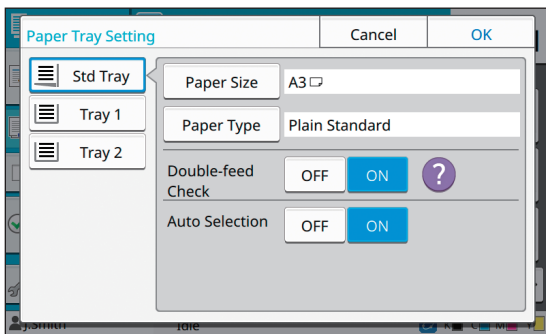 Paper Tray Setting
Cancel
OK
Std Tray
Tray 1
Tray 2
Paper Size
A3
Paper Type
Plain Standard
Double-feed
Check
OFF
ON
?
Auto Selection
OFF
ON
J.Smith
Idle
K
C
M
Y